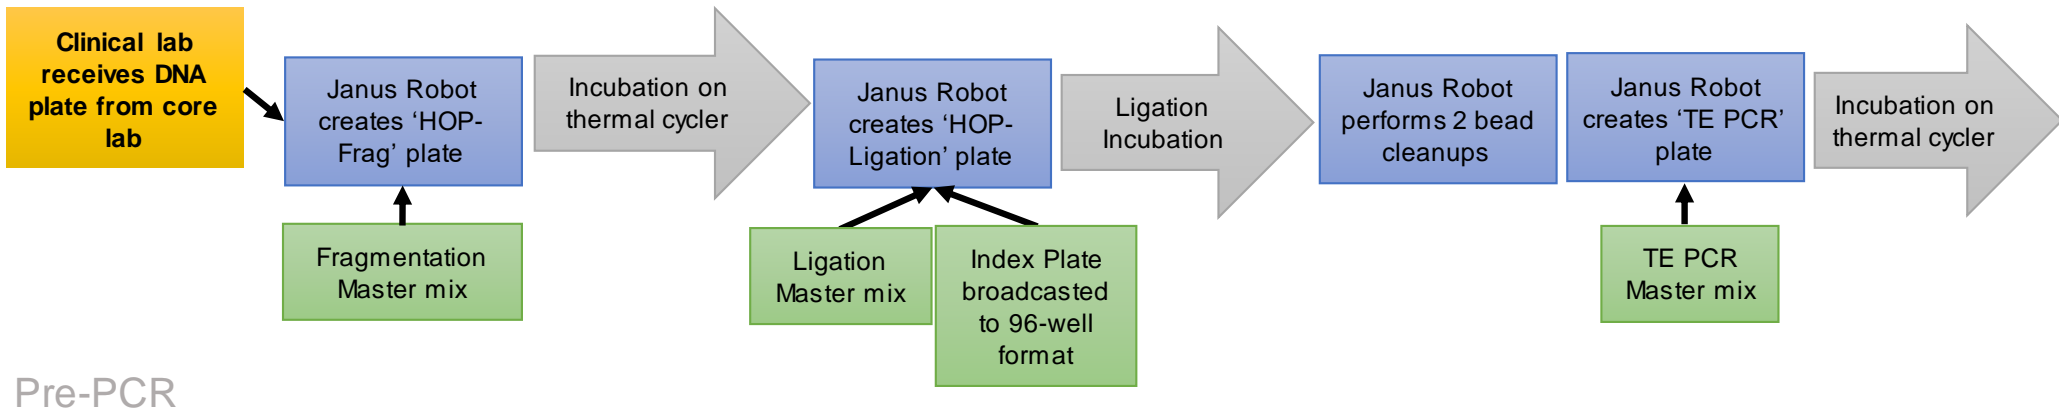 Clinical lab
receives DNA
plate from core
lab
Janus Robot
creates ‘HOP-
Frag’ plate
Fragmentation
Master mix
Incubation on
thermal cycler
Janus Robot
creates ‘HOP-
Ligation’ plate
Ligation
Master mix
Index Plate
broadcasted
to 96-well
format
Ligation
Incubation
Janus Robot
performs 2 bead
cleanups
Janus Robot
creates ‘TE PCR’
plate
TE PCR
Master mix
Incubation on
thermal cycler
Pre-PCR